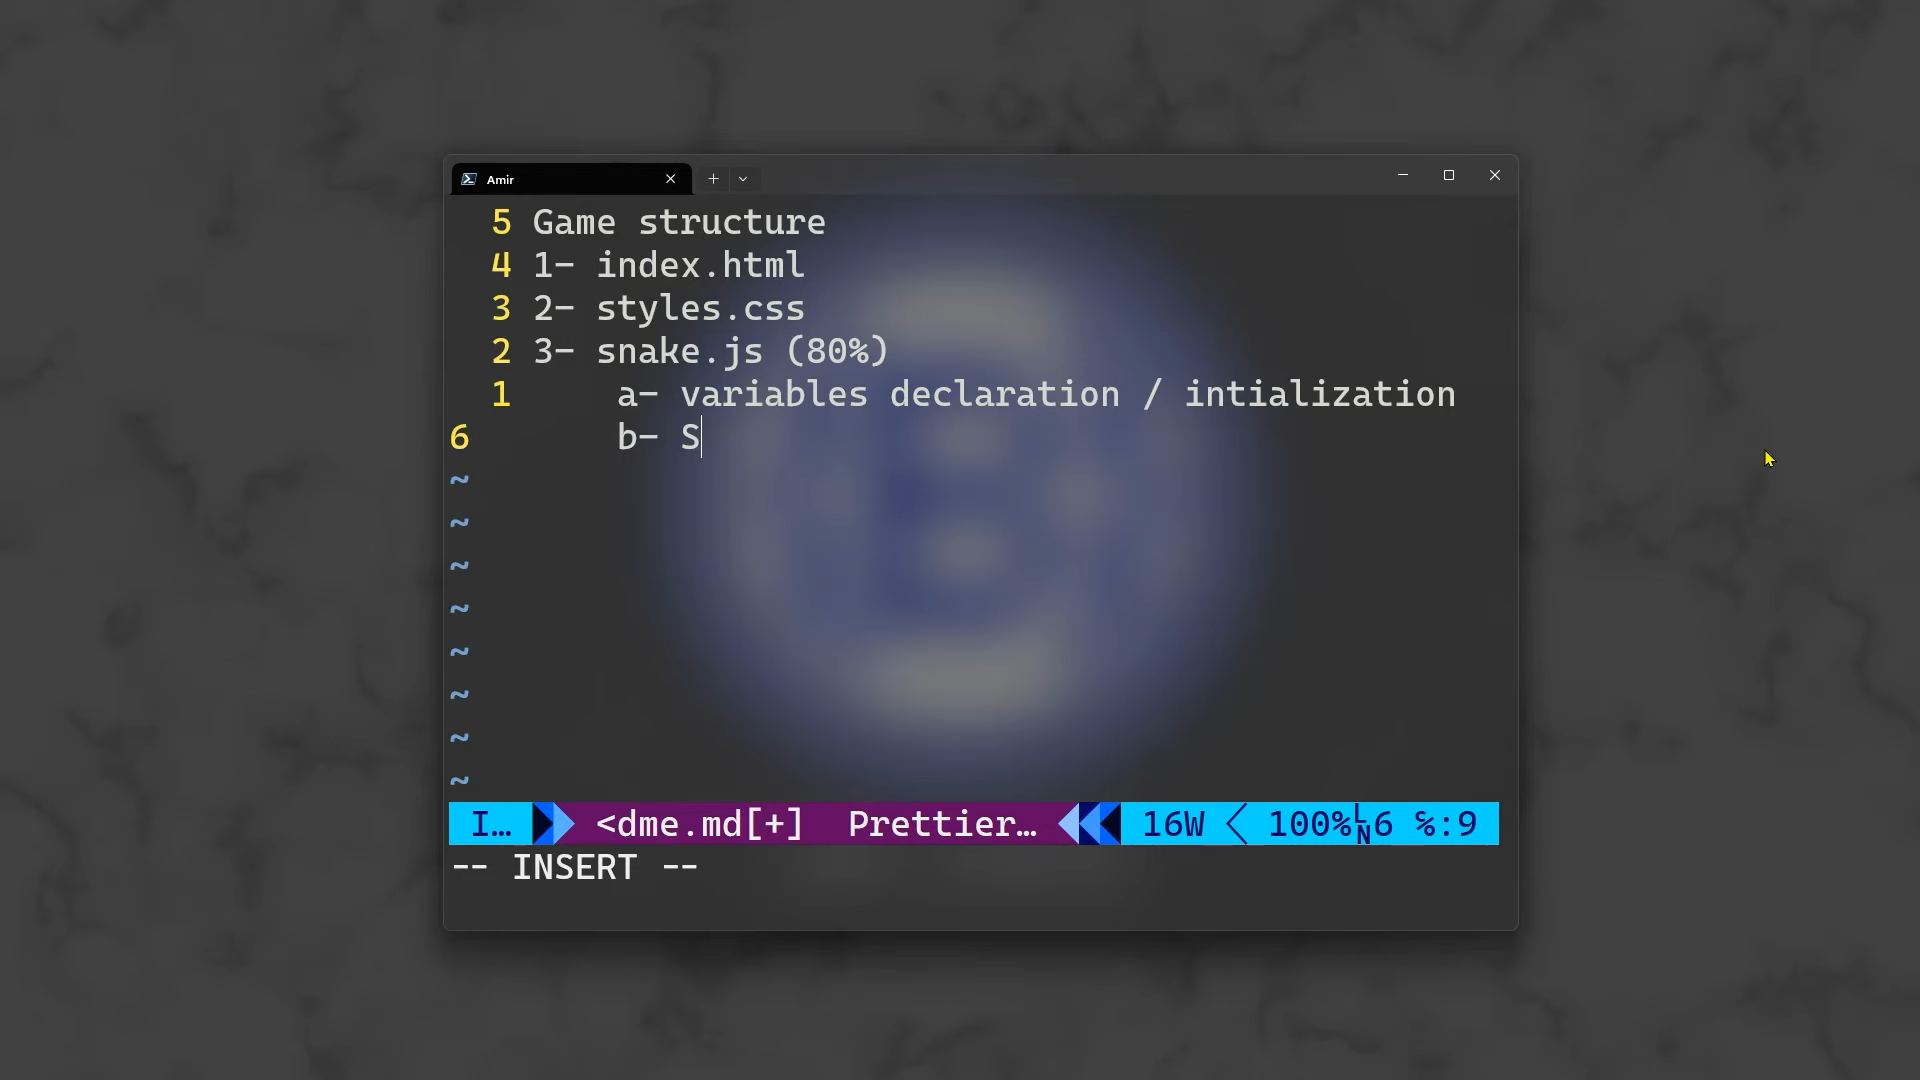 Amir
5 Game structure
4 1- index.html
3 2- styles.css
2 3- snake.js (80%)
1 a- variables declaration / intialization
6 b- S
~
~
~
~
~
~
~
~
I… <dme.md[+] Prettier… 16W 100%␤6 ℅:9
-- INSERT --